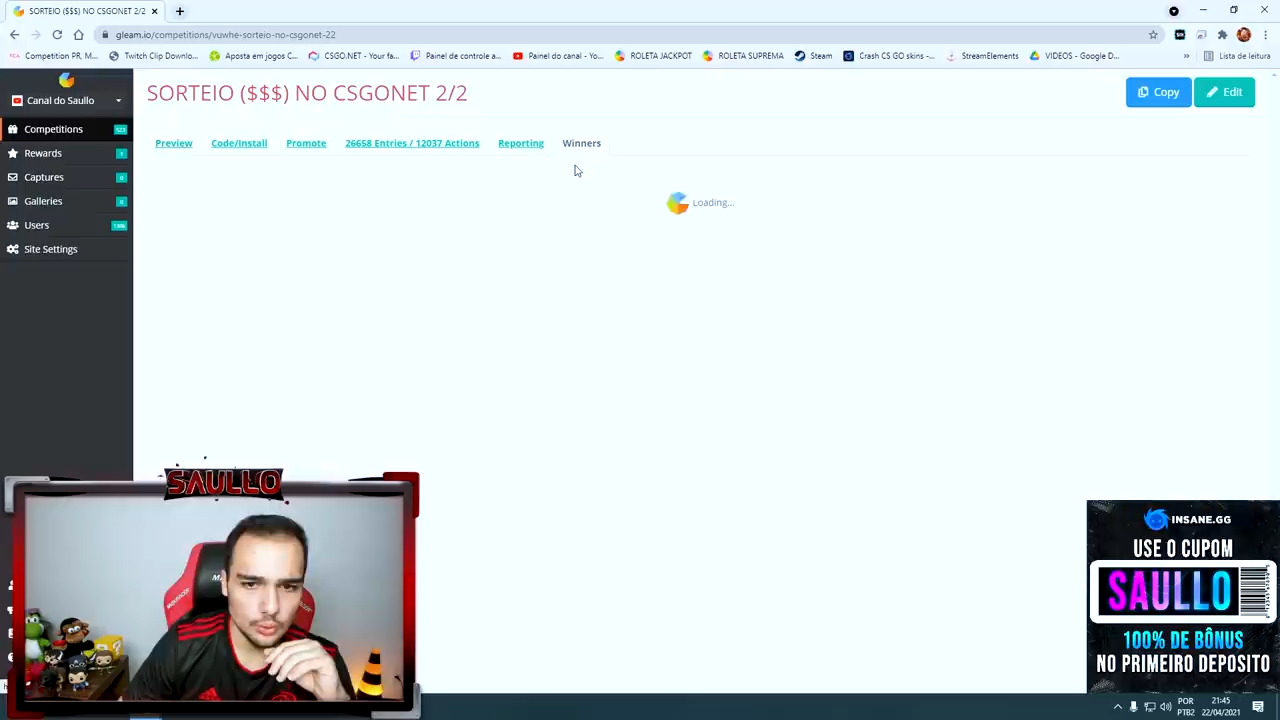 SORTEIO ($$$) NO CSGONET 2/2
gleam.io/competitions/vuwhe-sorteio-no-csgonet-22
Competition PR, M...
Twitch Clip Downlo...
Aposta em jogos C...
CSGO.NET - Your fa...
Painel de controle a...
Painel do canal - Yo...
ROLETA JACKPOT
ROLETA SUPREMA
Steam
Crash CS GO skins -...
StreamElements
VIDEOS - Google D...
»
Lista de leitura
Canal do Saullo
SORTEIO ($$$) NO CSGONET 2/2
Copy
Edit
Competitions
Rewards
Captures
Galleries
Users
Site Settings
Preview
Code/Install
Promote
26658 Entries / 12037 Actions
Reporting
Winners
Loading...
SAULLO
INSANE.GG
USE O CUPOM
SAULLO
100% DE BÔNUS
NO PRIMEIRO DEPOSITO
POR
PTB2
21:45
22/04/2021